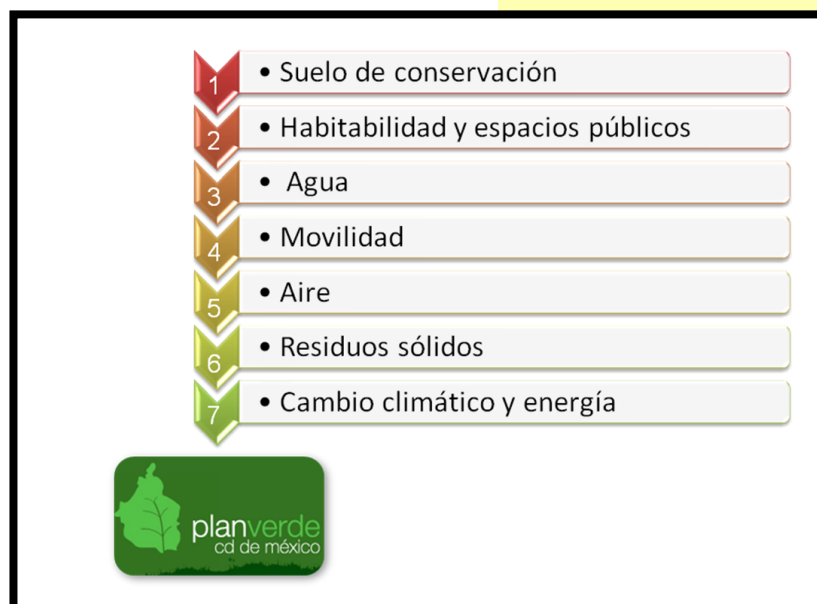 1 • Suelo de conservación
2 • Habitabilidad y espacios públicos
3 • Agua
4 • Movilidad
5 • Aire
6 • Residuos sólidos
7 • Cambio climático y energía
planverde
cd de méxico